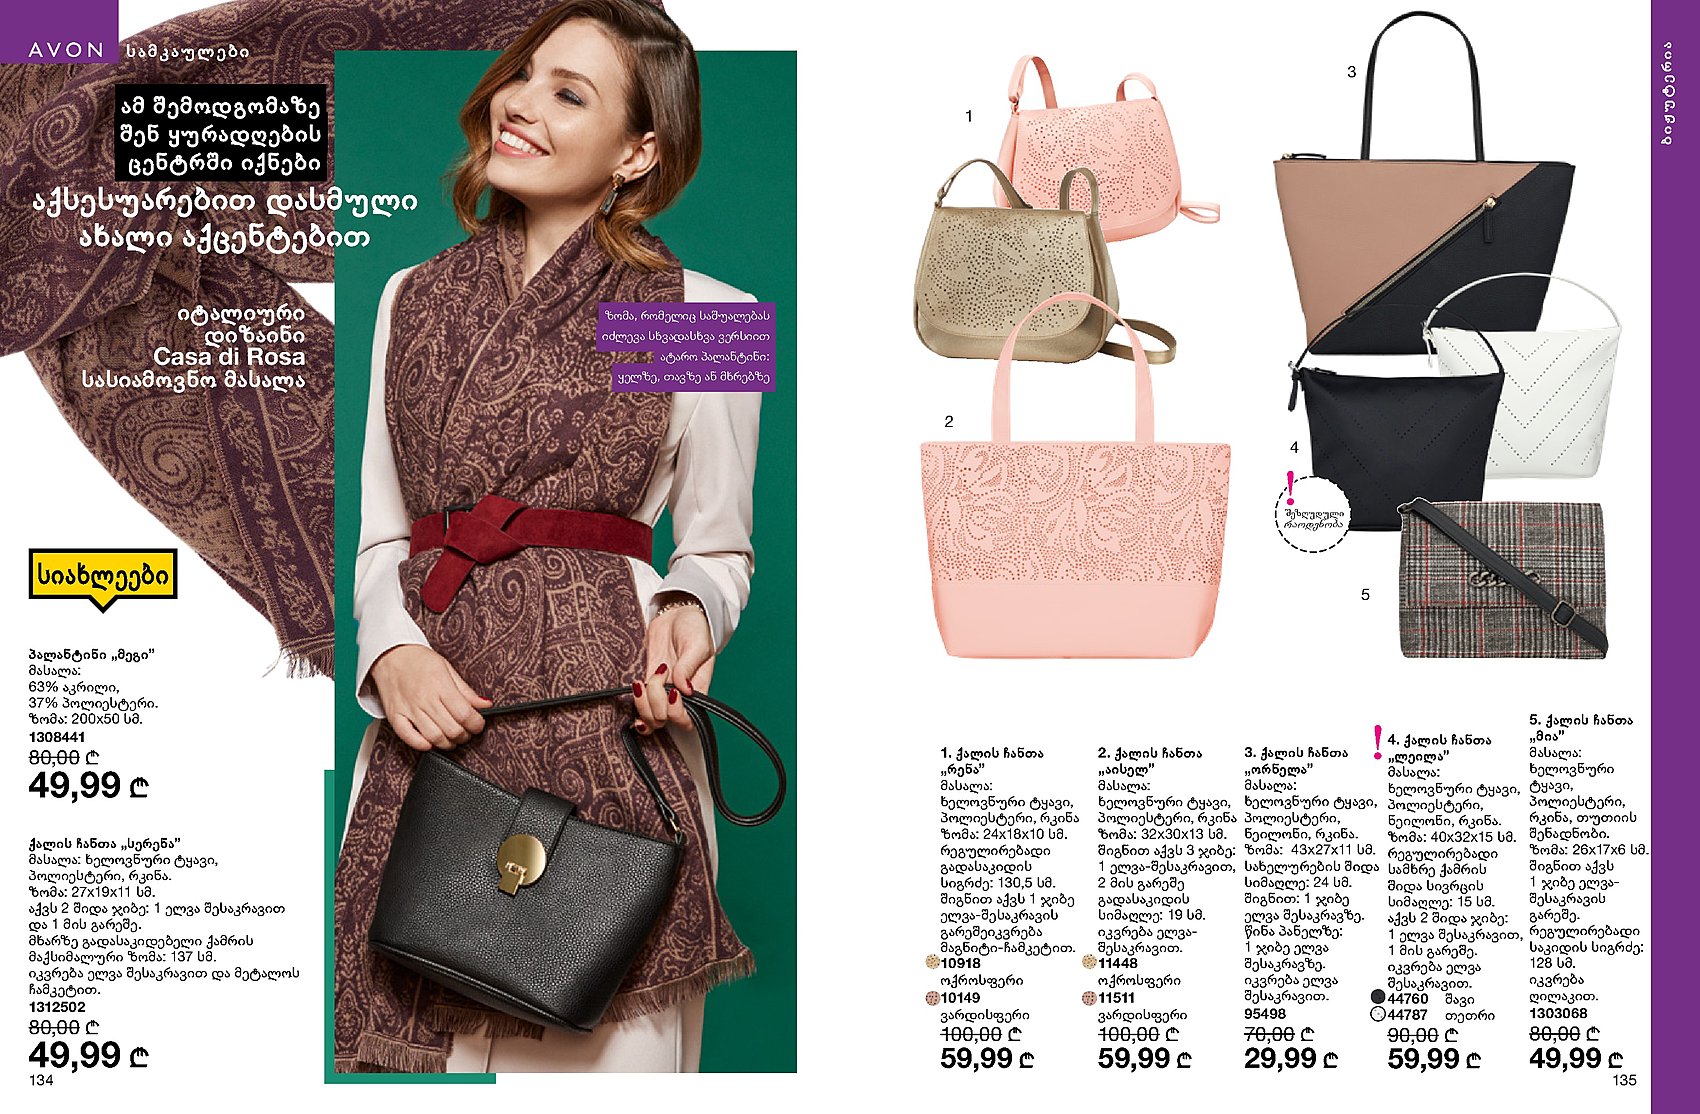 AVON სამკაულები
ამ შემოდგომაზე
შენ ყურადღების
ცენტრში იქნები
აქსესუარებით დასმული
ახალი აქცენტებით
იტალიური
დიზაინი
Casa di Rosa
სასიამოვნო მასალა
ზომა, რომელიც საშუალებას
იძლევა სხვადასხვა ვერსიით
ატარო პალანტინი:
ყელზე, თავზე ან მხრებზე
სიახლეები
პალანტინი „მეგი”
მასალა:
63% აკრილი,
37% პოლიესტერი.
ზომა: 200x50 სმ.
1308441
80,00 ₾
49,99 ₾
ქალის ჩანთა „სერენა”
მასალა: ხელოვნური ტყავი,
პოლიესტერი, რკინა.
ზომა: 27x19x11 სმ.
აქვს 2 შიდა ჯიბე: 1 ელვა შესაკრავით
და 1 მის გარეშე.
მხარზე გადასაკიდებელი ქამრის
მაქსიმალური ზომა: 137 სმ.
იკვრება ელვა შესაკრავით და მეტალოს
ჩამკეტით.
1312502
80,00 ₾
49,99 ₾
134
ბიჟუტერია
1
2
3
4
5
!
შეზღუდული
რაოდენობა
1. ქალის ჩანთა
„რენა”
მასალა:
ხელოვნური ტყავი,
პოლიესტერი, რკინა
ზომა: 24x18x10 სმ.
რეგულირებადი
გადასაკიდის
სიგრძე: 130,5 სმ.
შიგნით აქვს 1 ჯიბე
ელვა-შესაკრავის
გარეშეიკვრება
მაგნიტი-ჩამკეტით.
10918
ოქროსფერი
10149
ვარდისფერი
100,00 ₾
59,99 ₾
2. ქალის ჩანთა
„აისელ”
მასალა:
ხელოვნური ტყავი,
პოლიესტერი, რკინა
ზომა: 32x30x13 სმ.
შიგნით აქვს 3 ჯიბე:
1 ელვა-შესაკრავით,
2 მის გარეშე
გადასაკიდის
სიმაღლე: 19 სმ.
იკვრება ელვა-
შესაკრავით.
11448
ოქროსფერი
11511
ვარდისფერი
100,00 ₾
59,99 ₾
3. ქალის ჩანთა
„ორნელა”
მასალა:
ხელოვნური ტყავი,
პოლიესტერი,
ნეილონი, რკინა.
ზომა: 43x27x11 სმ.
სახელურების შიდა
სიმაღლე: 24 სმ.
შიგნით: 1 ჯიბე
ელვა შესაკრავზე.
წინა პანელზე:
1 ჯიბე ელვა
შესაკრავზე.
იკვრება ელვა
შესაკრავით.
95498
70,00 ₾
29,99 ₾
! 4. ქალის ჩანთა
„ლეილა”
მასალა:
ხელოვნური ტყავი,
პოლიესტერი,
ნეილონი, რკინა.
ზომა: 40x32x15 სმ.
რეგულირებადი
სამხრე ქამრის
შიდა სივრცის
სიმაღლე: 15 სმ.
აქვს 2 შიდა ჯიბე:
1 ელვა შესაკრავით,
1 მის გარეშე.
იკვრება ელვა
შესაკრავით.
44760 შავი
44787 თეთრი
90,00 ₾
59,99 ₾
5. ქალის ჩანთა
„მია”
მასალა:
ხელოვნური
ტყავი,
პოლიესტერი,
რკინა, თუთიის
შენადნობი.
ზომა: 26x17x6 სმ.
შიგნით აქვს
1 ჯიბე ელვა-
შესაკრავის
გარეშე.
რეგულირებადი
საკიდის სიგრძე:
128 სმ.
იკვრება
ღილაკით.
1303068
80,00 ₾
49,99 ₾
135